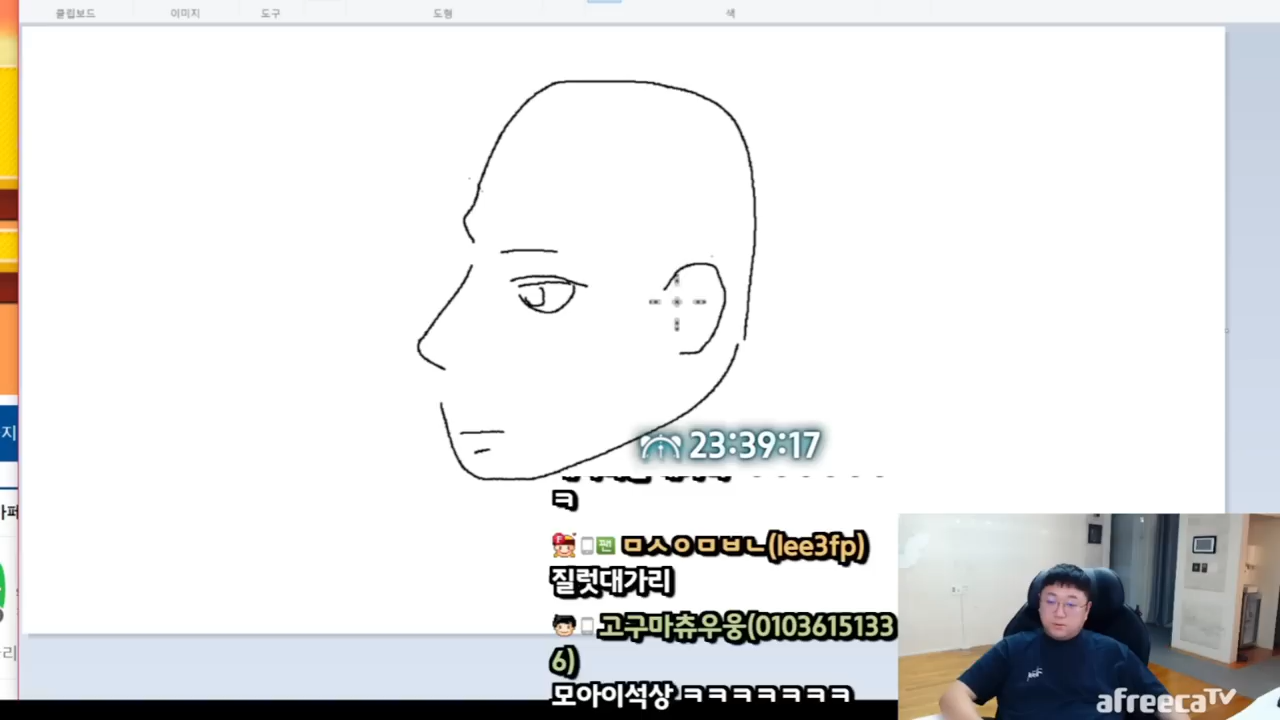 클립보드
이미지
도구
도형
색
지
23:39:17
ㅋ
ㅁㅅㅇㅁㅂㄴ(lee3fp)
질럿대가리
고구마츄우웅(0103615133
6)
모아이석상 ㅋㅋㅋㅋㅋㅋㅋ
afreecaTV